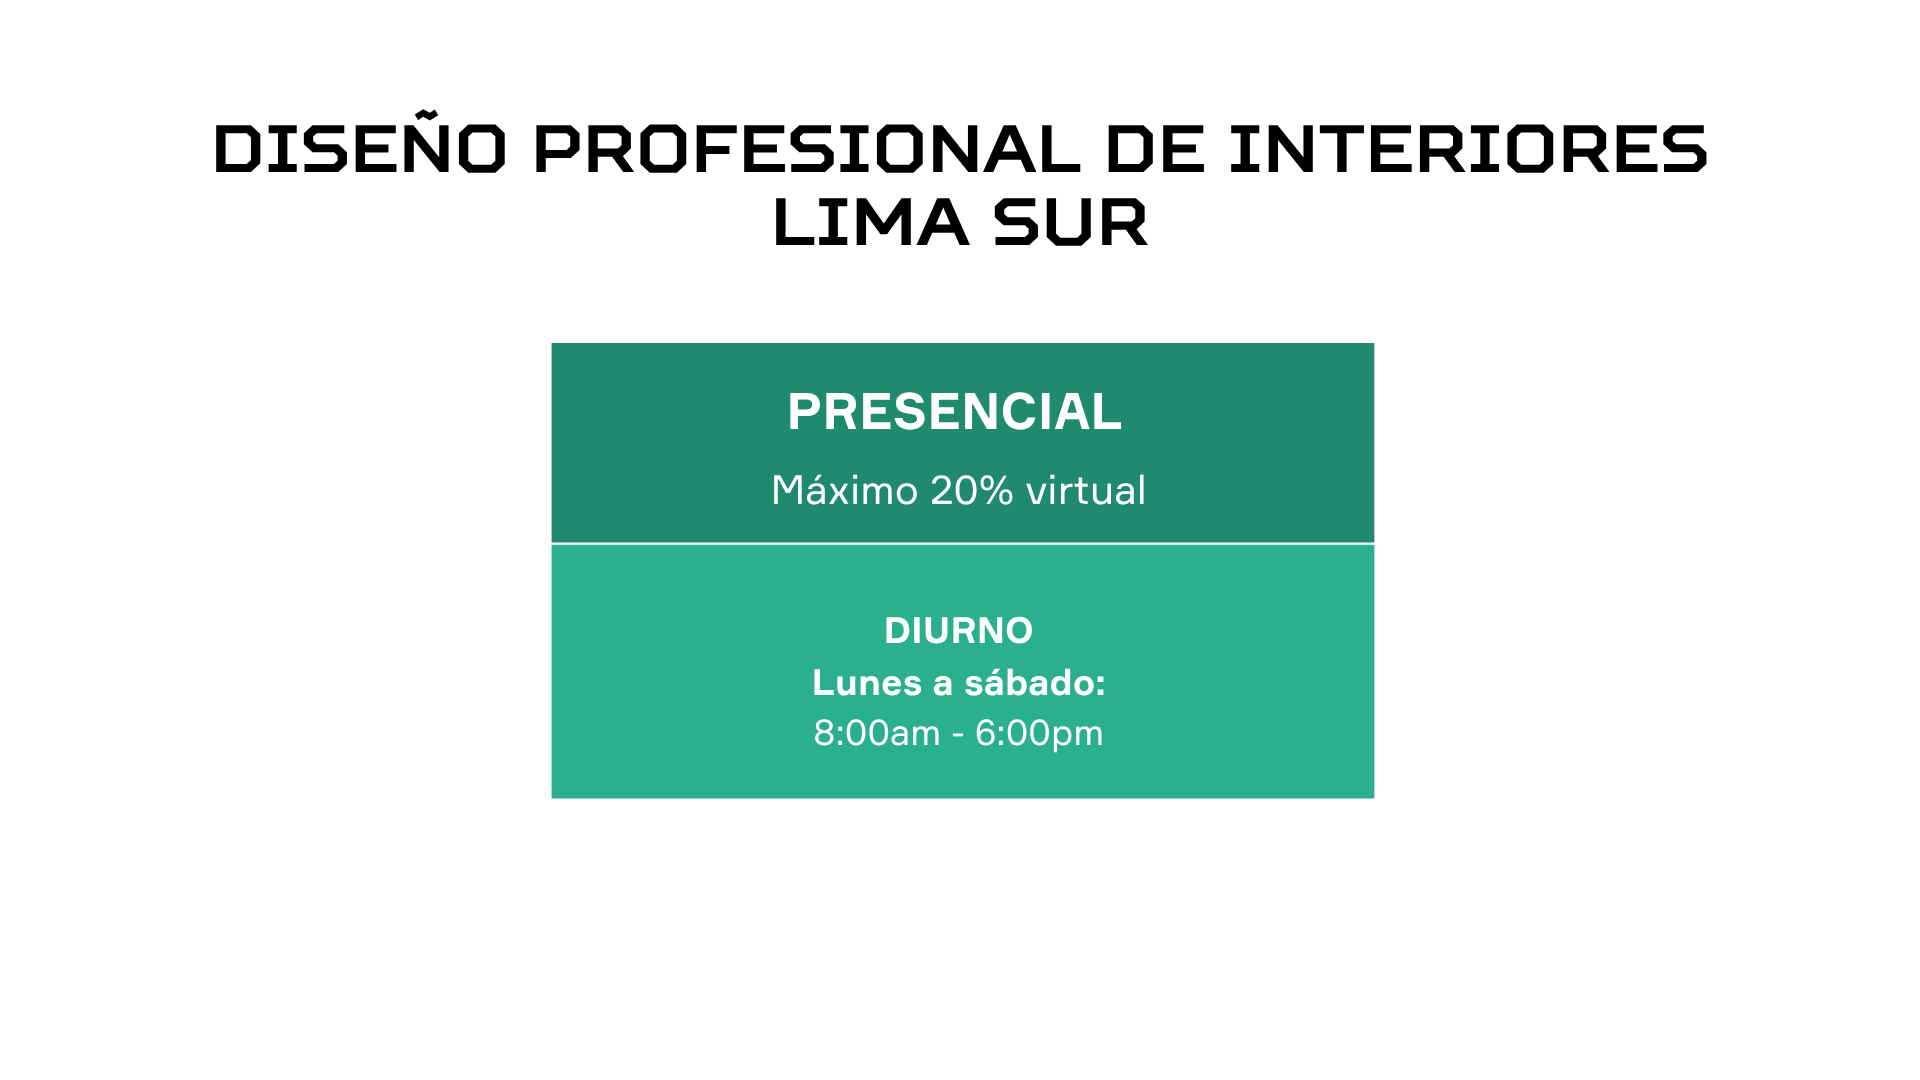 DISEÑO PROFESIONAL DE INTERIORES
LIMA SUR
PRESENCIAL
Máximo 20% virtual
DIURNO
Lunes a sábado:
8:00am - 6:00pm